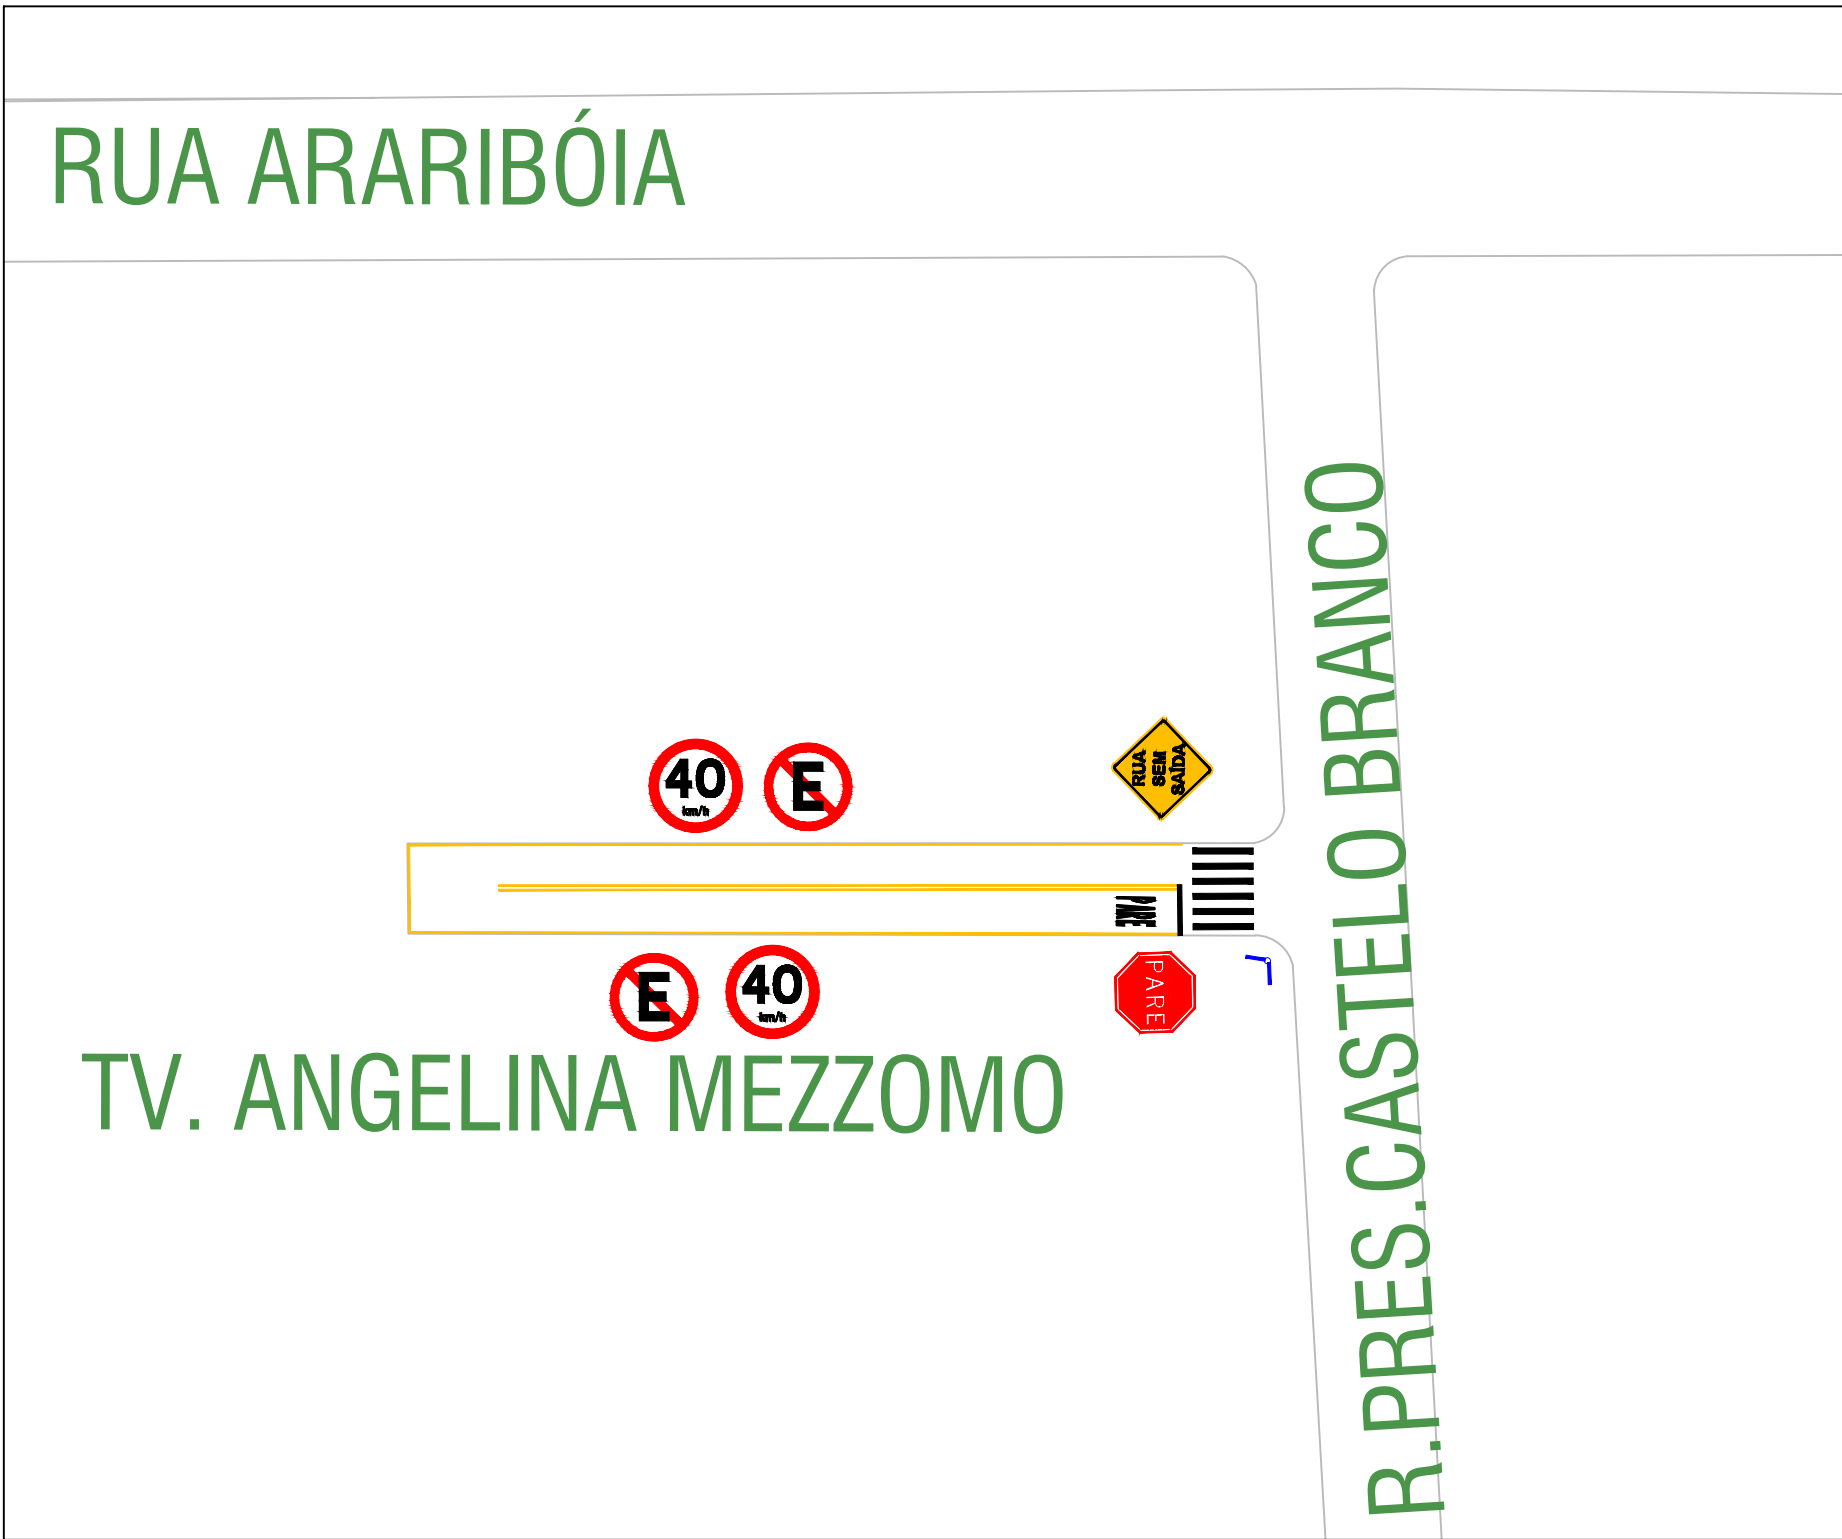 RUA ARARIBÓIA
R.PRES.CASTELO BRANCO
RUA
SEM
SAÍDA
40
km/h
E
PARE
E
40
km/h
PARE
TV. ANGELINA MEZZOMO